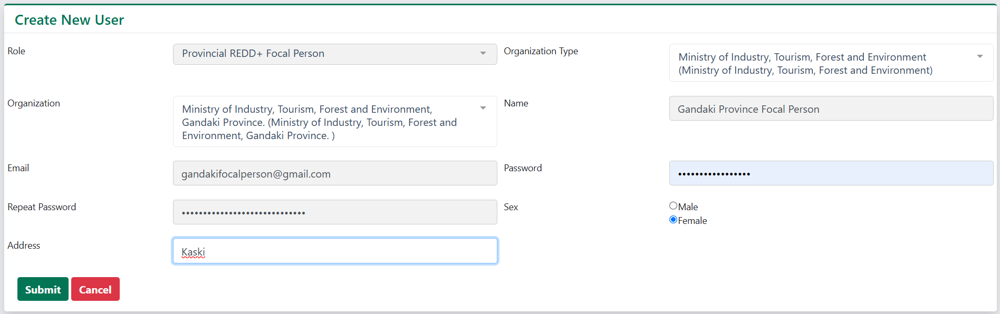 Create New User
Role
Provincial REDD+ Focal Person
Organization Type
Ministry of Industry, Tourism, Forest and Environment
(Ministry of Industry, Tourism, Forest and Environment)
Organization
Ministry of Industry, Tourism, Forest and Environment,
Gandaki Province. (Ministry of Industry, Tourism, Forest and
Environment, Gandaki Province. )
Name
Gandaki Province Focal Person
Email
gandakifocalperson@gmail.com
Password
•••••••••••••••••
Repeat Password
•••••••••••••••••••••••••••••
Sex
Male
Female
Address
Kaski
Submit
Cancel